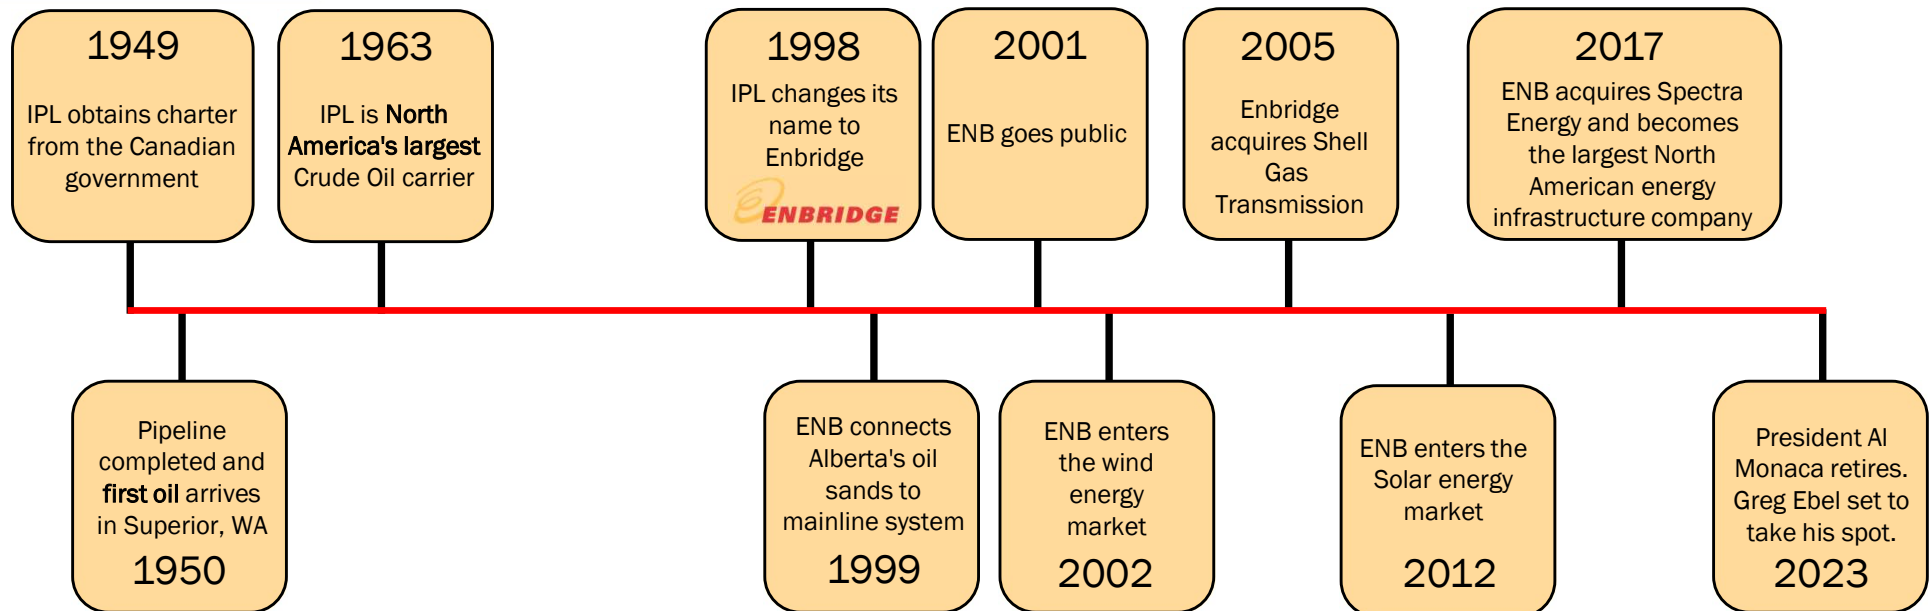 1949
IPL obtains charter
from the Canadian
government
1963
IPL is North
America's largest
Crude Oil carrier
1998
IPL changes its
name to
Enbridge
ENBRIDGE
2001
ENB goes public
2005
Enbridge
acquires Shell
Gas
Transmission
2017
ENB acquires Spectra
Energy and becomes
the largest North
American energy
infrastructure company
Pipeline
completed and
first oil arrives
in Superior, WA
1950
ENB connects
Alberta's oil
sands to
mainline system
1999
ENB enters
the wind
energy
market
2002
ENB enters the
Solar energy
market
2012
President Al
Monaca retires.
Greg Ebel set to
take his spot.
2023